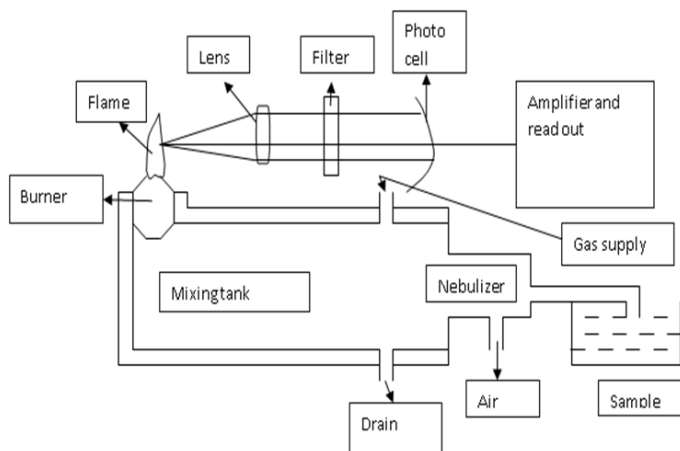 Photo
cell
Lens
Filter
Flame
Amplifier and
read out
Burner
Gas supply
Mixingtank
Nebulizer
Air
Sample
Drain